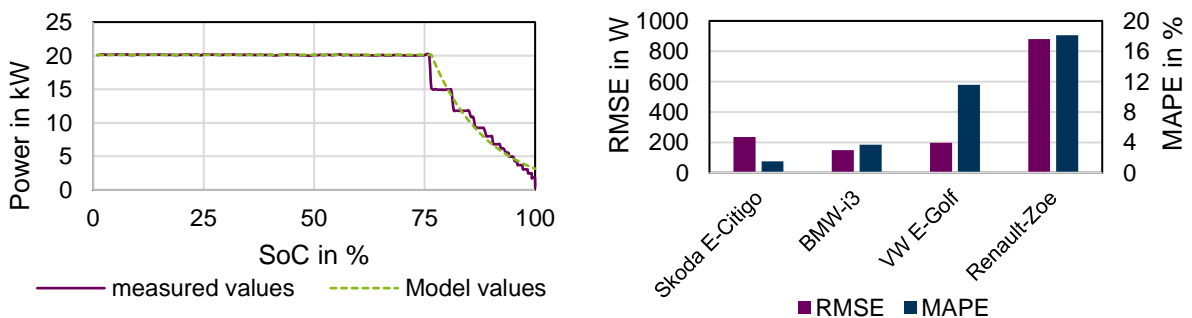 Power in kW
25
20
15
10
5
0
0 25 50 75 100
SoC in %
measured values Model values
RMSE in W
1000
800
600
400
200
0
20
16
12
8
4
0
MAPE in %
Skoda E-Citigo
BMW-i3
VW E-Golf
Renault-Zoe
RMSE MAPE